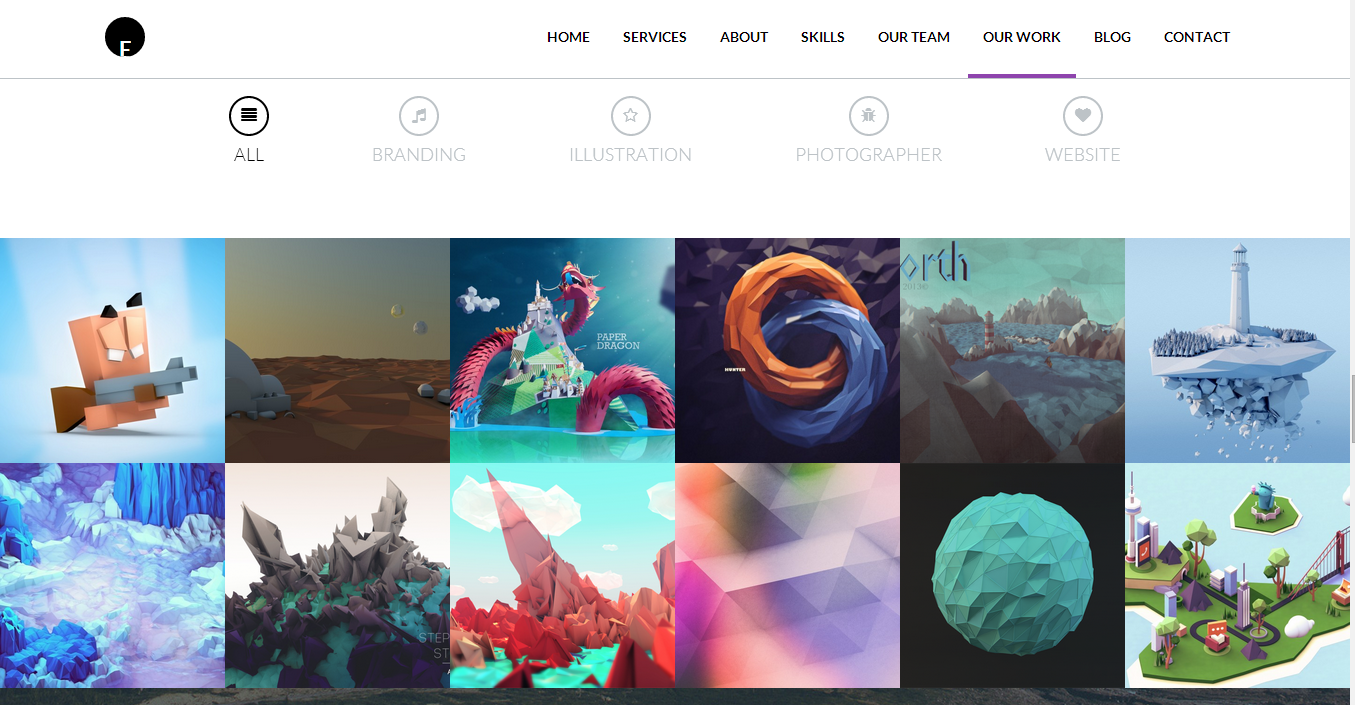 F
HOME SERVICES ABOUT SKILLS OUR TEAM OUR WORK BLOG CONTACT
ALL BRANDING ILLUSTRATION PHOTOGRAPHER WEBSITE
orth
2013©
PAPER
DRAGON
HUNTER
STEP
ST